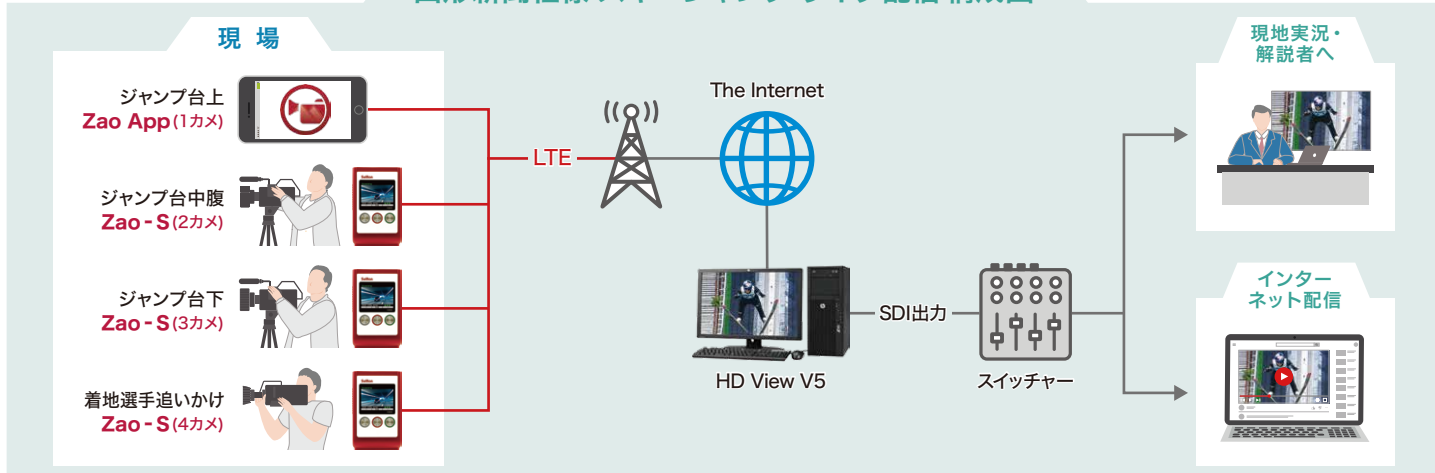 現 場
ジャンプ台上
Zao App(1カメ)
ジャンプ台中腹
Zao-S(2カメ)
ジャンプ台下
Zao-S(3カメ)
着地選手追いかけ
Zao-S(4カメ)
LTE
The Internet
HD View V5
SDI出力
スイッチャー
現地実況・
解説者へ
インター
ネット配信